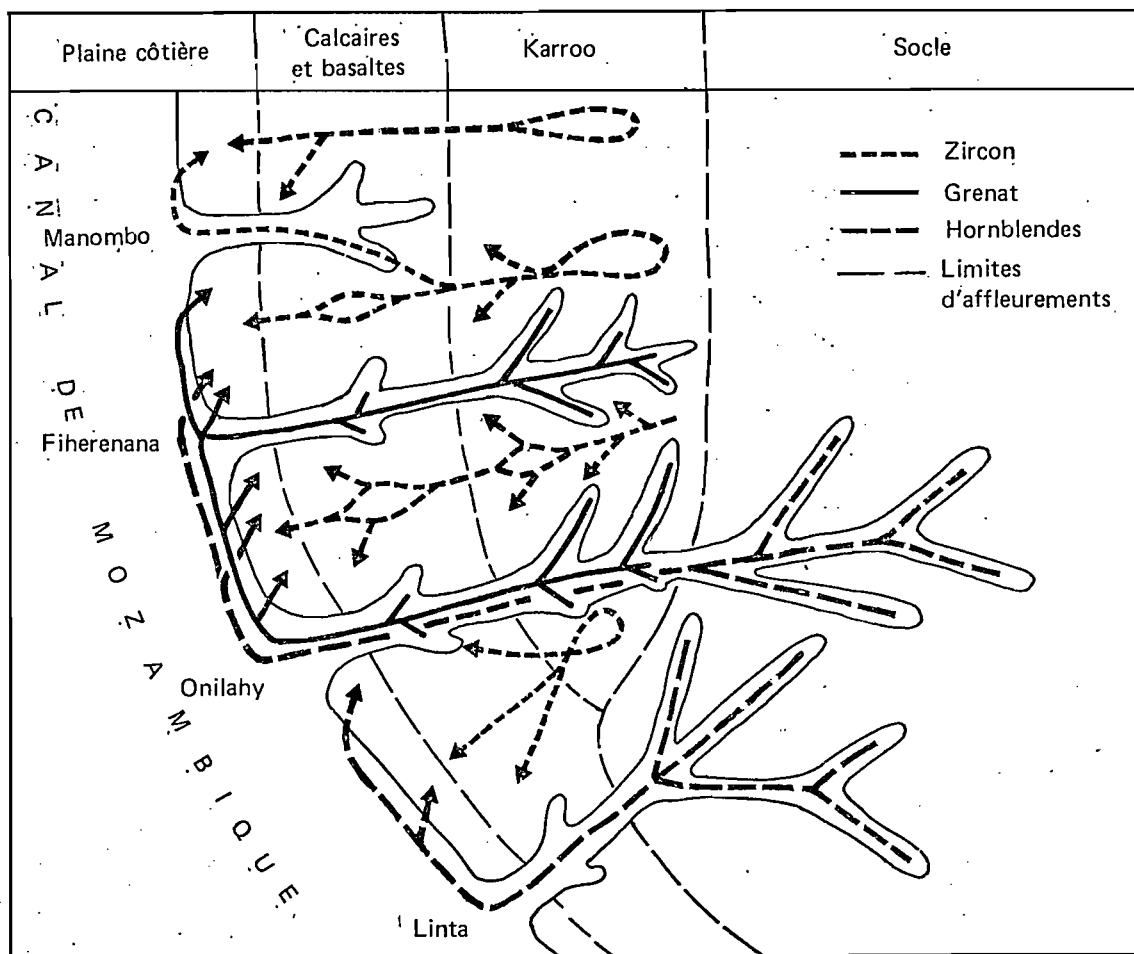 Plaine côtière
Calcaires
et basaltes
Karroo
Socle
Zircon
Grenat
Hornblendes
Limites
d'affleurements
CANAL DE MOZAMBIQUE
Manombo
Fiherenana
Onilahy
Linta